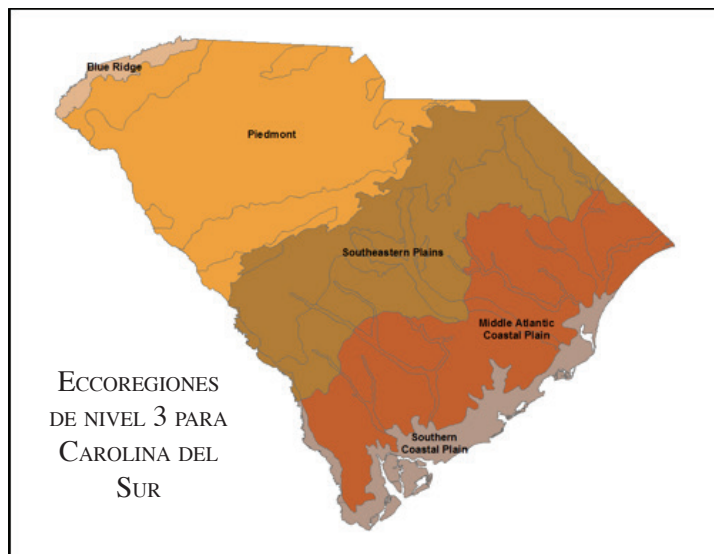 Blue Ridge
Piedmont
Southeastern Plains
Middle Atlantic
Coastal Plain
Southern
Coastal Plain
Eccoregiones
de nivel 3 para
Carolina del
Sur